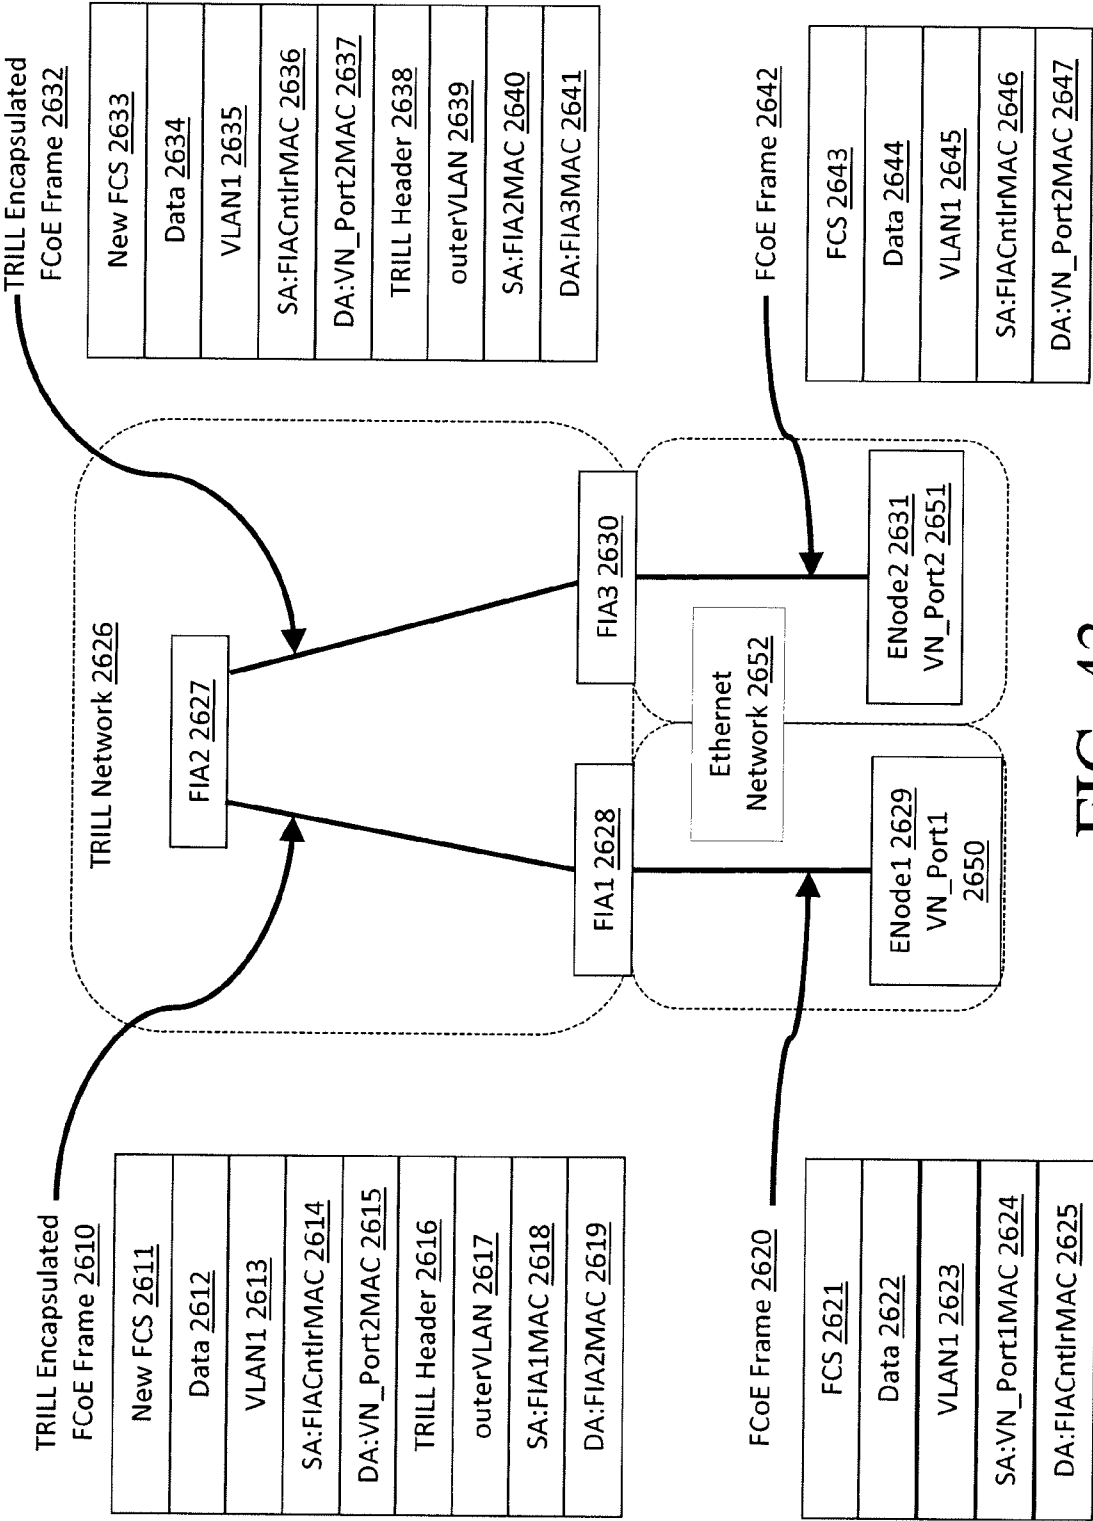 TRILL Encapsulated
FCoE Frame 2610
New FCS 2611
Data 2612
VLAN1 2613
SA:FIACntlrMAC 2614
DA:VN_Port2MAC 2615
TRILL Header 2616
outerVLAN 2617
SA:FIA1MAC 2618
DA:FIA2MAC 2619
TRILL Network 2626
FIA2 2627
FIA1 2628
FIA3 2630
TRILL Encapsulated
FCoE Frame 2632
New FCS 2633
Data 2634
VLAN1 2635
SA:FIACntlrMAC 2636
DA:VN_Port2MAC 2637
TRILL Header 2638
outerVLAN 2639
SA:FIA2MAC 2640
DA:FIA3MAC 2641
FCoE Frame 2620
FCS 2621
Data 2622
VLAN1 2623
SA:VN_Port1MAC 2624
DA:FIACntlrMAC 2625
Ethernet
Network 2652
ENode1 2629
VN_Port1
2650
ENode2 2631
VN_Port2 2651
FCoE Frame 2642
FCS 2643
Data 2644
VLAN1 2645
SA:FIACntlrMAC 2646
DA:VN_Port2MAC 2647